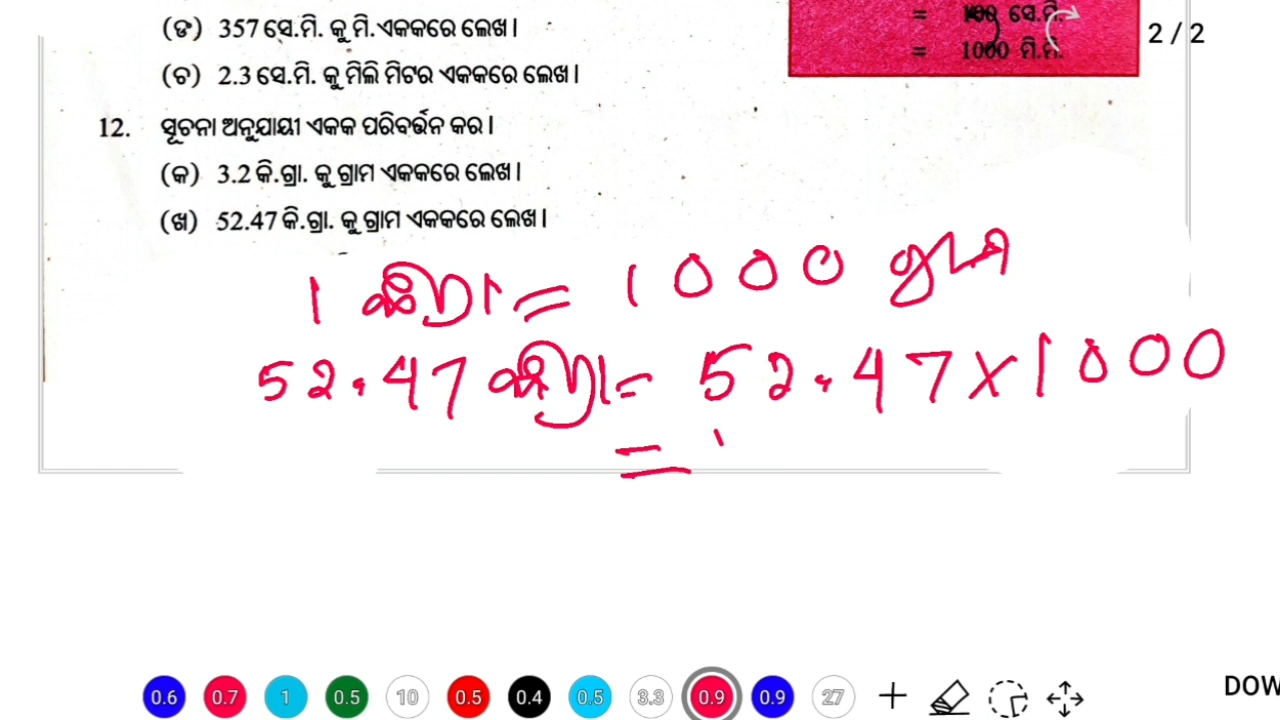 (ଙ) 357 ସେ.ମି. କୁ ମି. ଏକକରେ ଲେଖ।
= 100 ସେ.ମି.
= 1000 ମି.ମି.
2 / 2
(ଚ) 2.3 ସେ.ମି. କୁ ମିଲି ମିଟର ଏକକରେ ଲେଖ।
12. ସୂଚନା ଅନୁଯାୟୀ ଏକକ ପରିବର୍ତ୍ତନ କର।
(କ) 3.2 କି.ଗ୍ରା. କୁ ଗ୍ରାମ ଏକକରେ ଲେଖ।
(ଖ) 52.47 କି.ଗ୍ରା. କୁ ଗ୍ରାମ ଏକକରେ ଲେଖ।
1 କିଗ୍ରା = 1000 ଗ୍ରାମ
52.47 କିଗ୍ରା = 52.47 × 1000
=
0.6 0.7 1 0.5 10 0.5 0.4 0.5 3.3 0.9 0.9 27
DOW